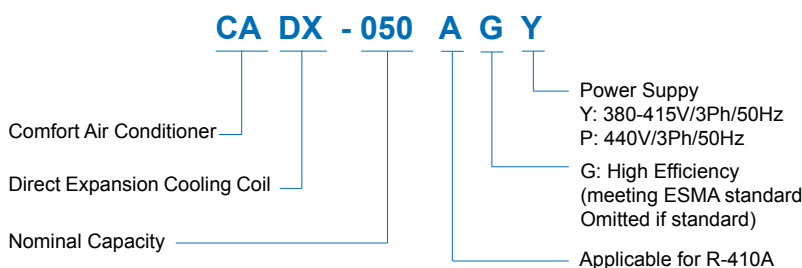 CA DX - 050 A G Y
Comfort Air Conditioner
Direct Expansion Cooling Coil
Nominal Capacity
Power Suppy
Y: 380-415V/3Ph/50Hz
P: 440V/3Ph/50Hz
G: High Efficiency
(meeting ESMA standard
Omitted if standard)
Applicable for R-410A